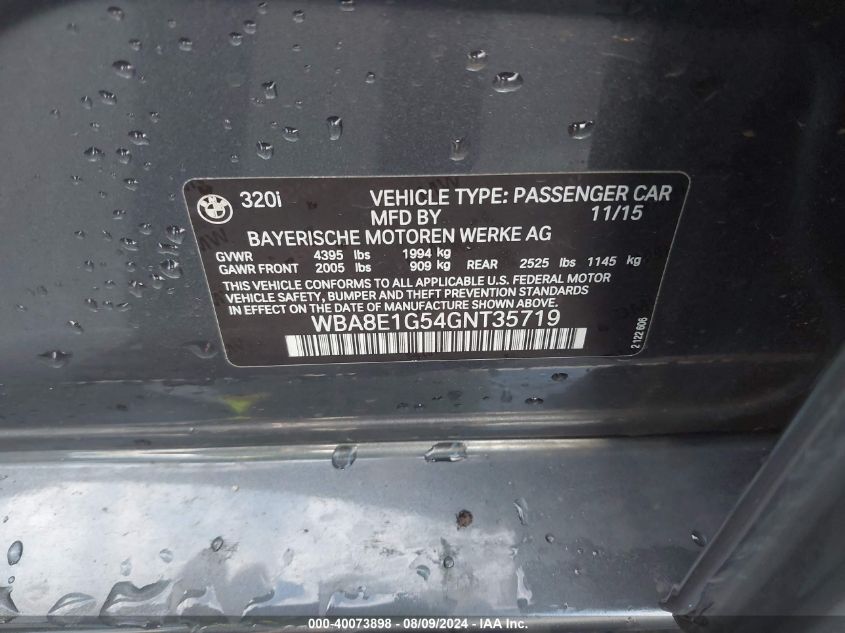 320i VEHICLE TYPE: PASSENGER CAR
MFD BY 11/15
BAYERISCHE MOTOREN WERKE AG
GVWR 4395 lbs 1994 kg
GAWR FRONT 2005 lbs 909 kg REAR 2525 lbs 1145 kg
THIS VEHICLE CONFORMS TO ALL APPLICABLE U.S. FEDERAL MOTOR
VEHICLE SAFETY, BUMPER AND THEFT PREVENTION STANDARDS
IN EFFECT ON THE DATE OF MANUFACTURE SHOWN ABOVE.
WBA8E1G54GNT35719
2 122 606
000-40073898 - 08/09/2024 - IAAI.com